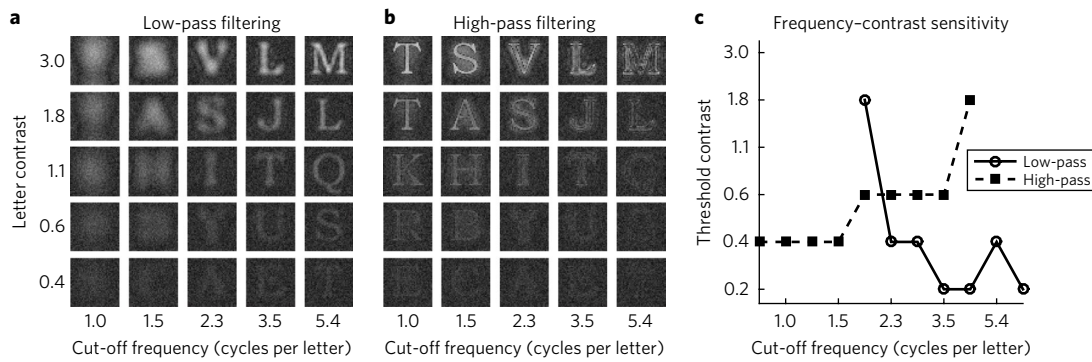 a Low-pass filtering
Letter contrast
3.0 S V L M
1.8 A S J L
1.1 H I T Q
0.6 Y U S
0.4
1.0 1.5 2.3 3.5 5.4
Cut-off frequency (cycles per letter)
b High-pass filtering
T S V L M
T A S J L
K H I T C
R B Y U
1.0 1.5 2.3 3.5 5.4
Cut-off frequency (cycles per letter)
c Frequency–contrast sensitivity
Threshold contrast
3.0
1.8
1.1
0.6
0.4
0.2
1.0 1.5 2.3 3.5 5.4
Cut-off frequency (cycles per letter)
Low-pass
High-pass